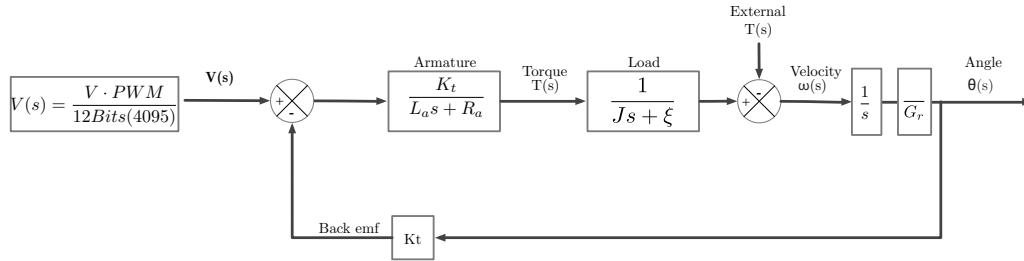 External
T(s)
V(s) = V · PWM / 12Bits(4095)
V(s)
+
-
Armature
K_t / L_a s + R_a
Torque
T(s)
Load
1 / Js + ξ
-
+
Velocity
ω(s)
1 / s
G_r
Angle
θ(s)
Back emf
Kt